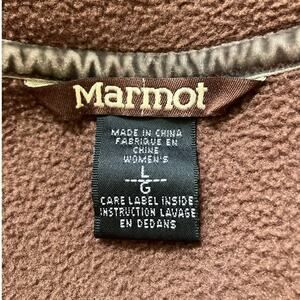 Marmot
MADE IN CHINA
FABRIQUE EN
CHINE
WOMEN'S
L
G
CARE LABEL INSIDE
INSTRUCTION LAVAGE
EN DEDANS